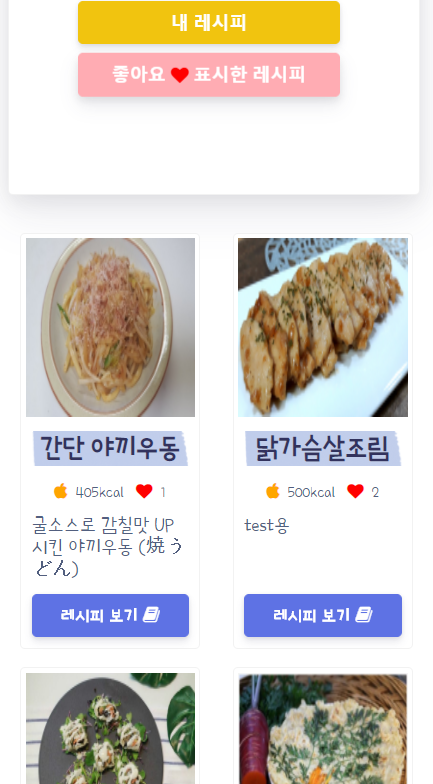 내 레시피
좋아요 ❤ 표시한 레시피
간단 야끼우동
405kcal 1
굴소스로 감칠맛 UP
시킨 야끼우동 (焼う
どん)
레시피 보기
닭가슴살조림
500kcal 2
test용
레시피 보기